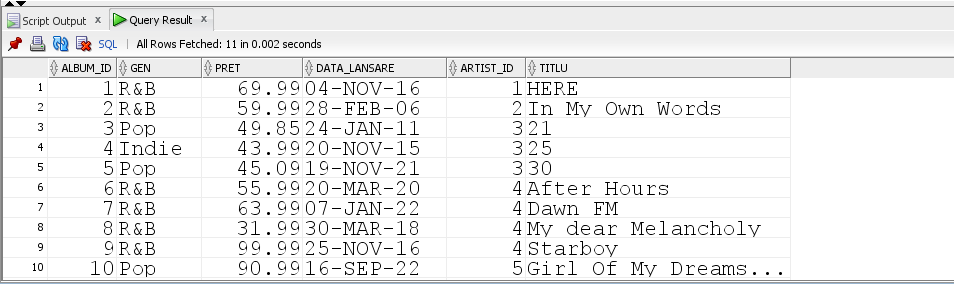 Script Output x Query Result x
SQL | All Rows Fetched: 11 in 0.002 seconds
ALBUM_ID GEN PRET DATA_LANSARE ARTIST_ID TITLU
1 1 R&B 69.99 04-NOV-16 1 HERE
2 2 R&B 59.99 28-FEB-06 2 In My Own Words
3 3 Pop 49.85 24-JAN-11 3 21
4 4 Indie 43.99 20-NOV-15 3 25
5 5 Pop 45.09 19-NOV-21 3 30
6 6 R&B 55.99 20-MAR-20 4 After Hours
7 7 R&B 63.99 07-JAN-22 4 Dawn FM
8 8 R&B 31.99 30-MAR-18 4 My dear Melancholy
9 9 R&B 99.99 25-NOV-16 4 Starboy
10 10 Pop 90.99 16-SEP-22 5 Girl Of My Dreams...